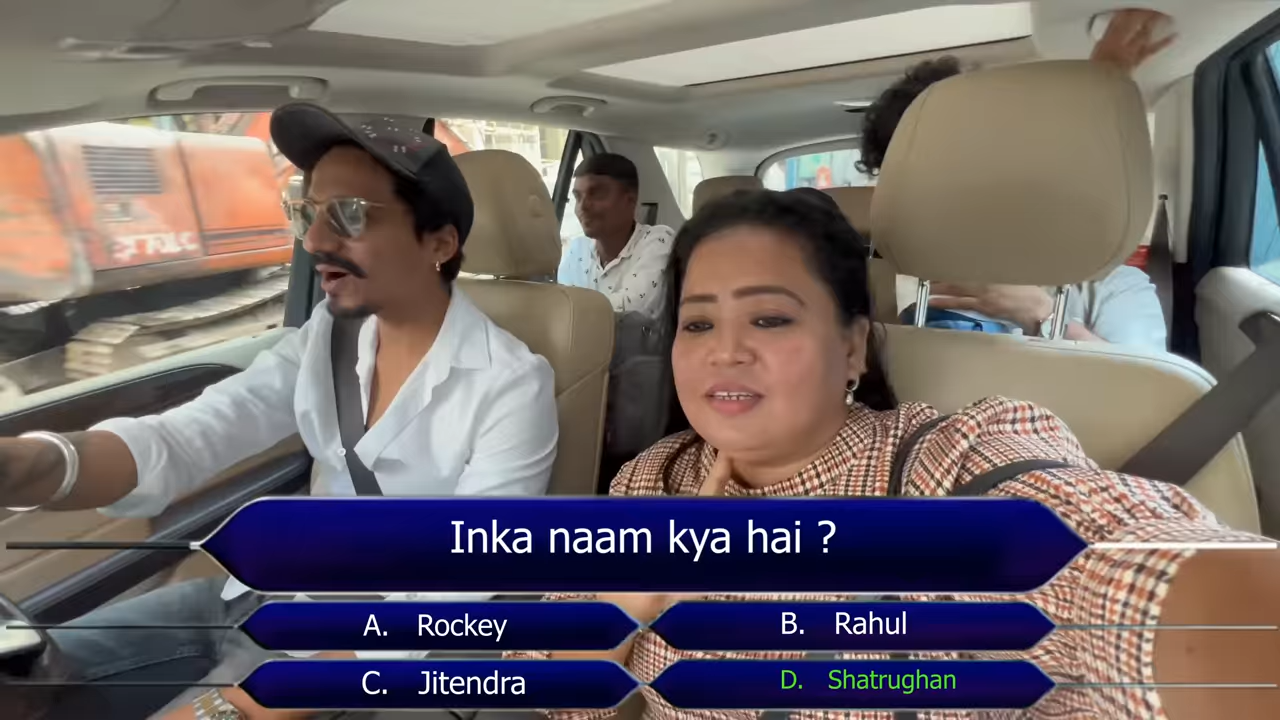 Inka naam kya hai ?
A. Rockey
B. Rahul
C. Jitendra
D. Shatrughan